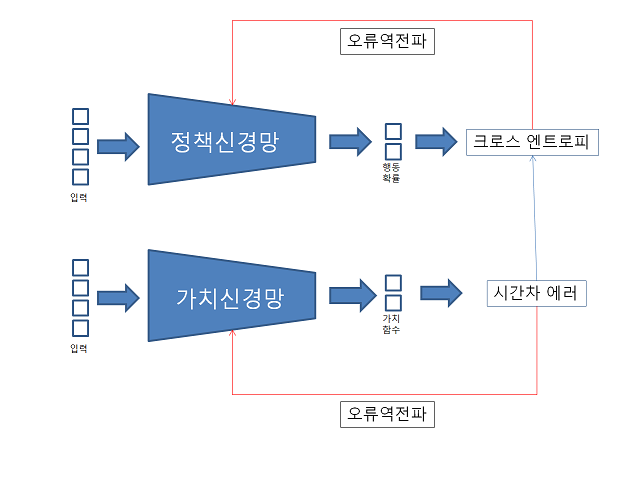 오류역전파
정책신경망
크로스 엔트로피
행동
확률
입력
가치신경망
시간차 에러
가치
함수
입력
오류역전파